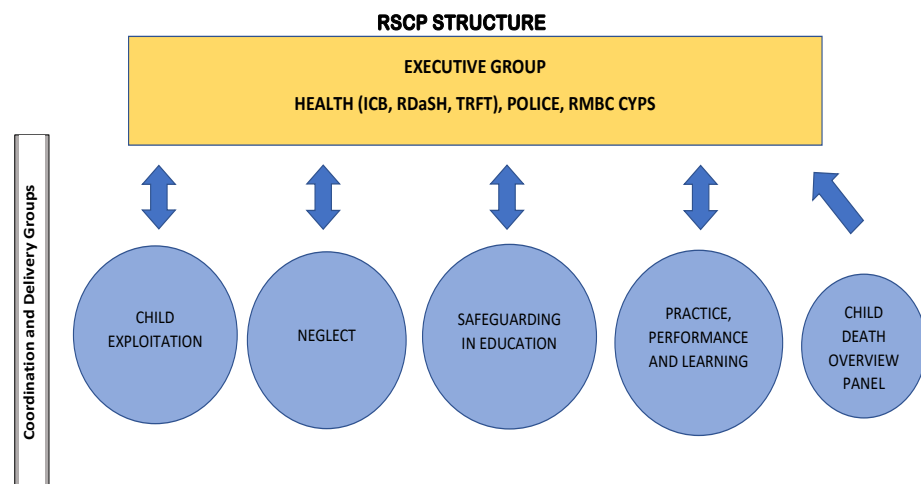 RSCP STRUCTURE
EXECUTIVE GROUP
HEALTH (ICB, RDaSH, TRFT), POLICE, RMBC CYPS
Coordination and Delivery Groups
CHILD
EXPLOITATION
NEGLECT
SAFEGUARDING
IN EDUCATION
PRACTICE,
PERFORMANCE
AND LEARNING
CHILD
DEATH
OVERVIEW
PANEL